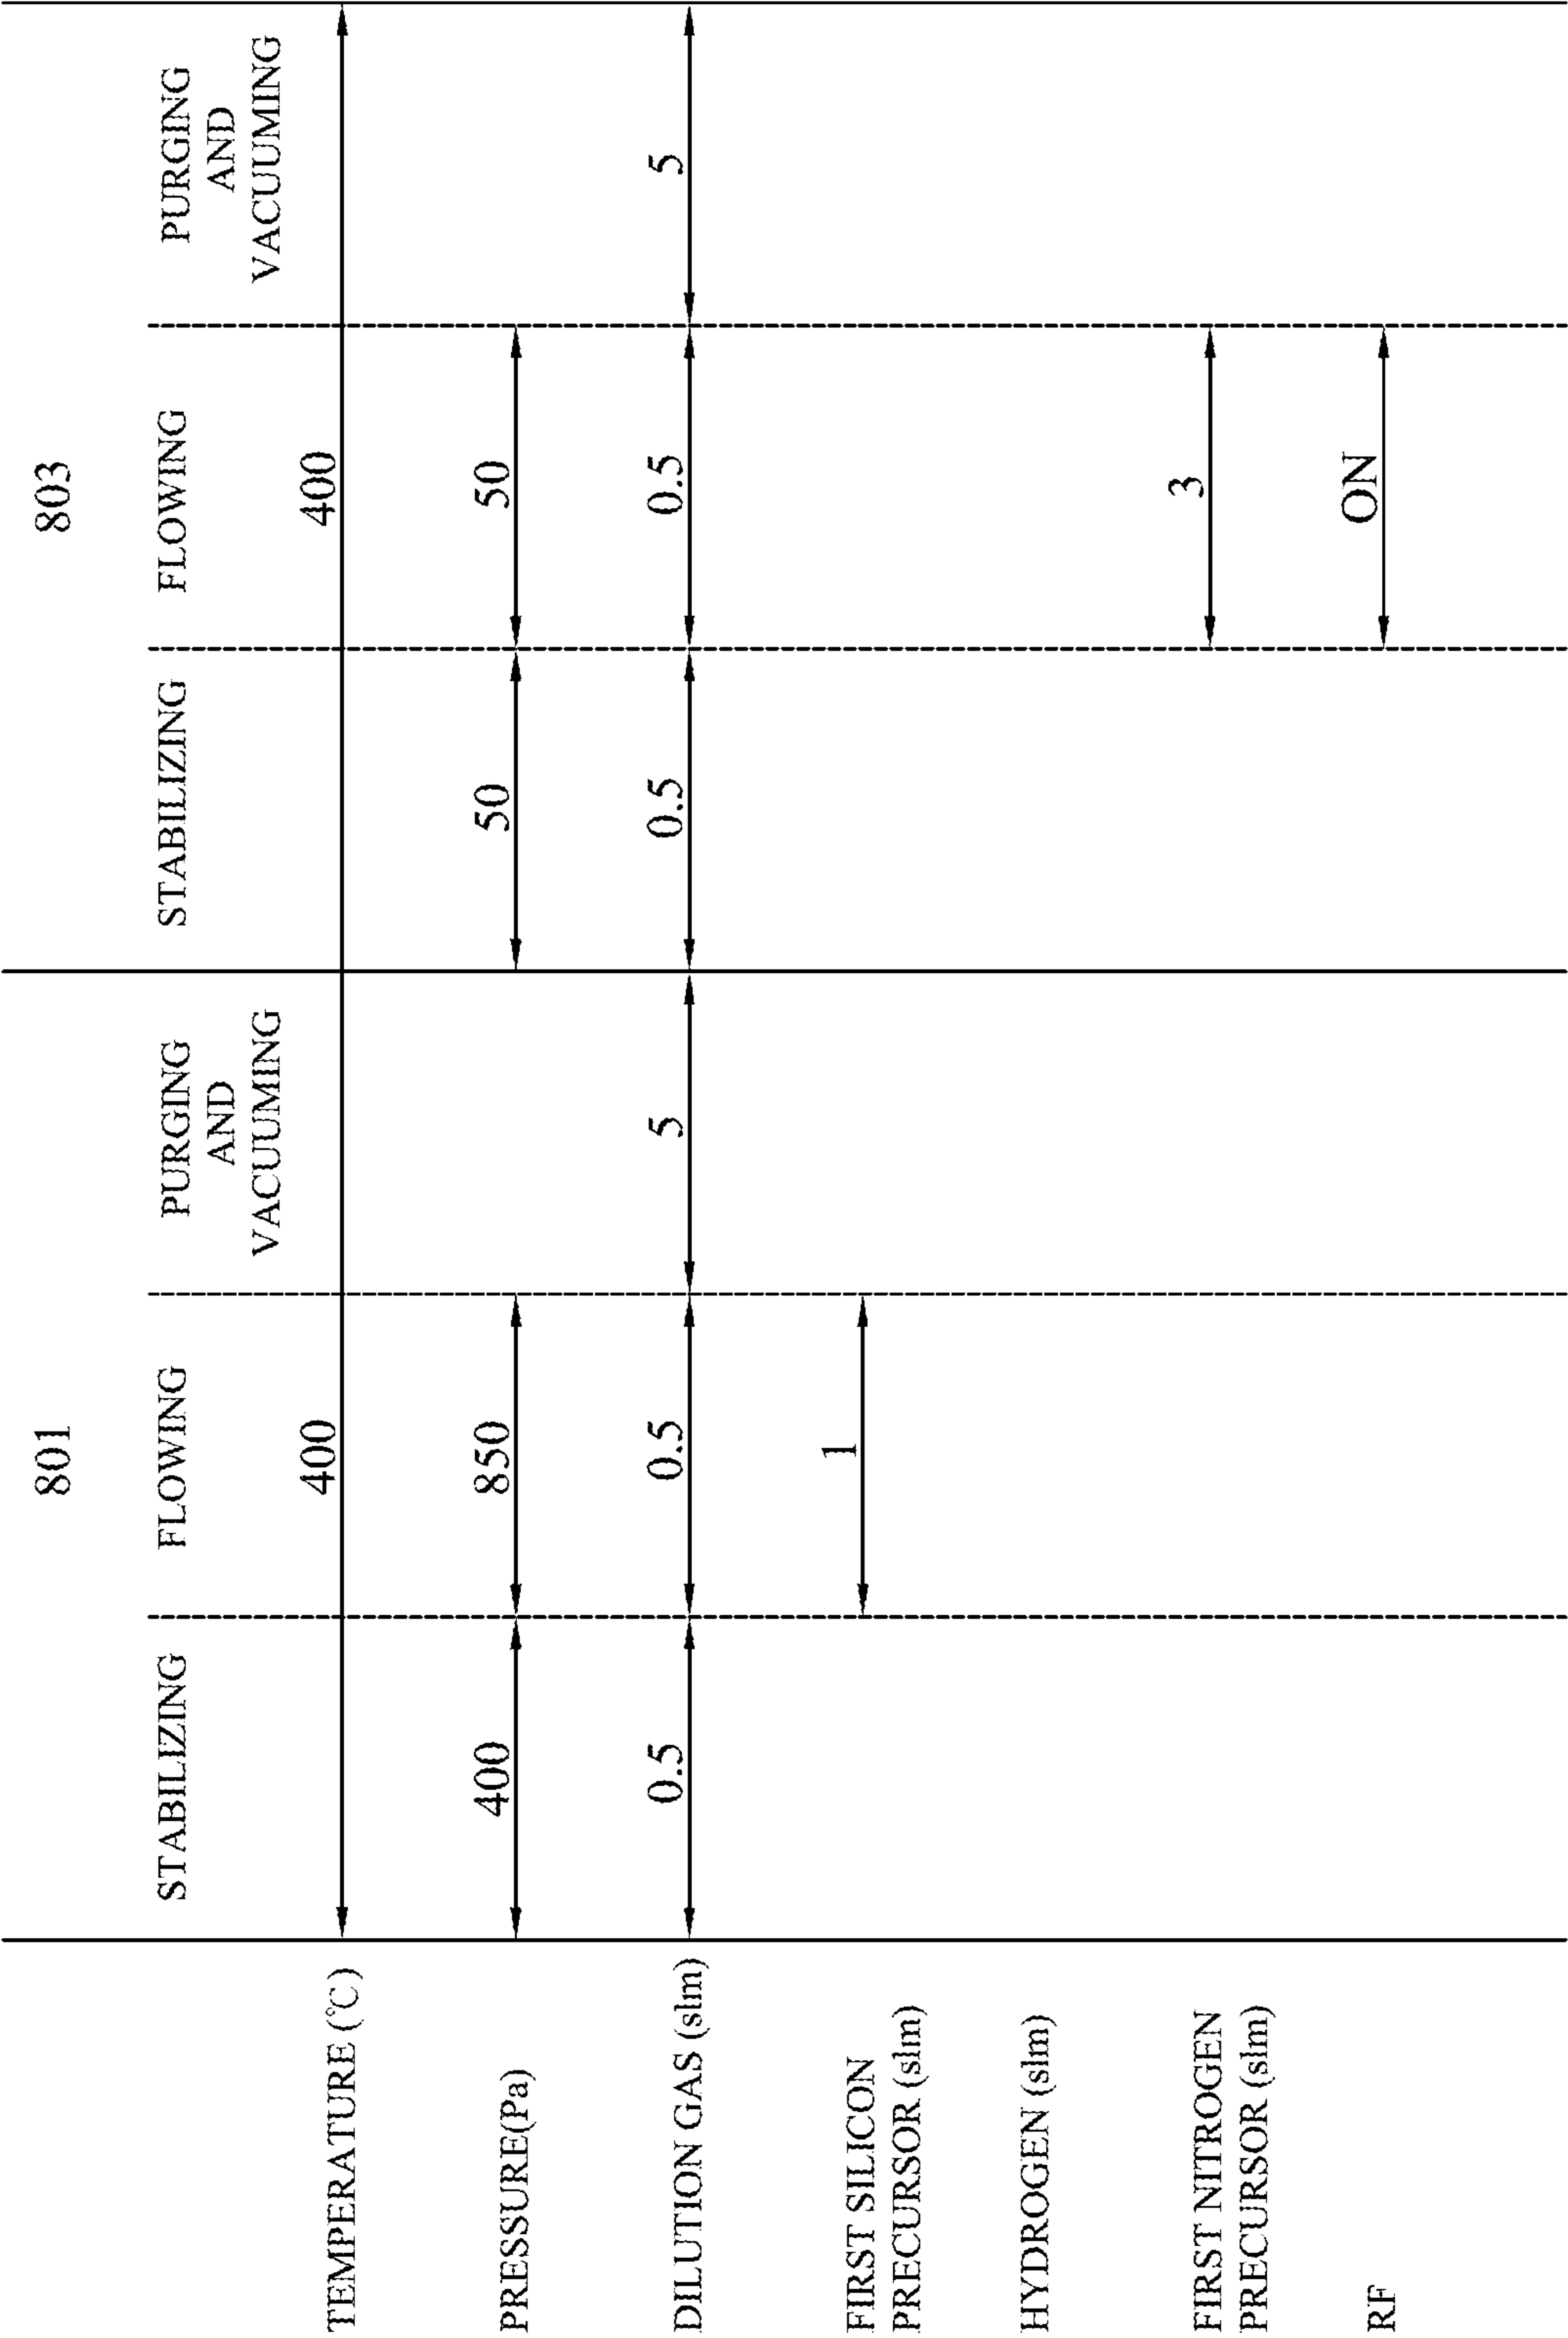 801 803
STABILIZING FLOWING PURGING AND VACUUMING STABILIZING FLOWING PURGING AND VACUUMING
TEMPERATURE (℃) 400 400
PRESSURE(Pa) 400 850 50 50
DILUTION GAS (slm) 0.5 0.5 5 0.5 0.5 5
FIRST SILICON
PRECURSOR (slm) 1
HYDROGEN (slm)
FIRST NITROGEN
PRECURSOR (slm) 3
RF ON